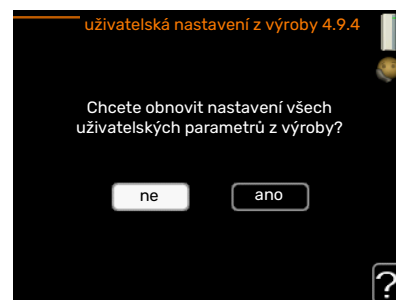 uživatelská nastavení z výroby 4.9.4
Chcete obnovit nastavení všech
uživatelských parametrů z výroby?
ne
ano
?